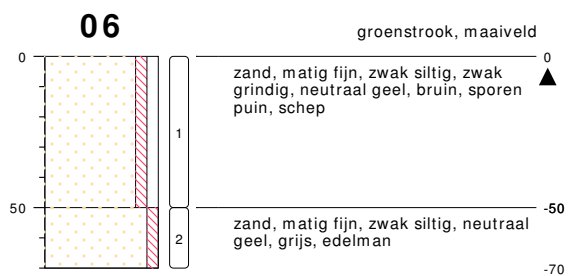 06
groenstrook, maaiveld
0
0
zand, matig fijn, zwak siltig, zwak
grindig, neutraal geel, bruin, sporen
puin, schep
1
50
-50
zand, matig fijn, zwak siltig, neutraal
geel, grijs, edelman
2
-70